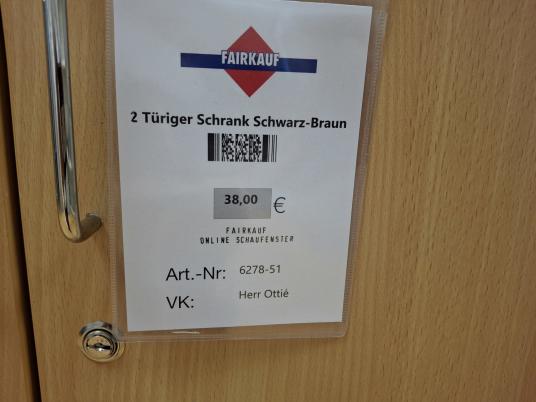 FAIRKAUF
2 Türiger Schrank Schwarz-Braun
38,00 €
FAIRKAUF
ONLINE SCHAUFENSTER
Art.-Nr: 6278-51
VK: Herr Ottié